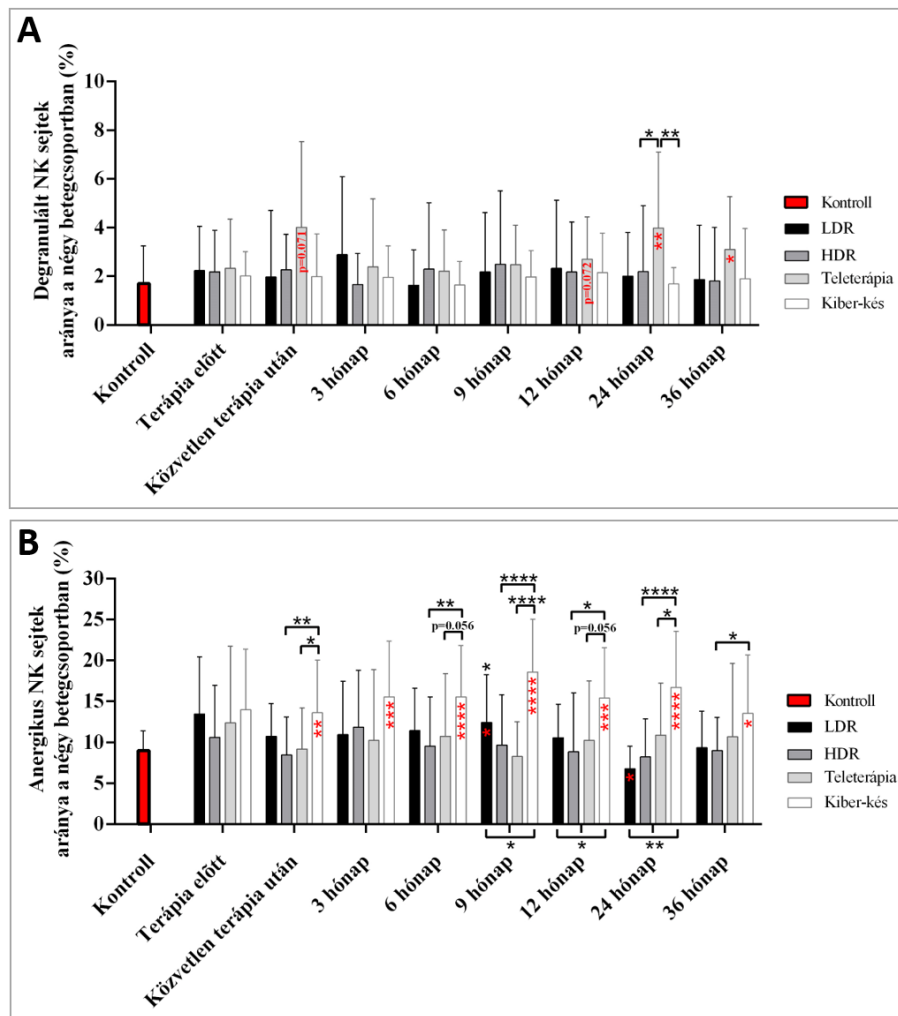 A
Degranulált NK sejtek
aránya a négy betegcsoportban (%)
10
8
6
4
2
0
p=0.071
p=0.072
**
*
* **
Kontroll
LDR
HDR
Teleterápia
Kiber-kés
Kontroll
Terápia előtt
Közvetlen terápia után
3 hónap
6 hónap
9 hónap
12 hónap
24 hónap
36 hónap
B
Anergikus NK sejtek
aránya a négy betegcsoportban (%)
30
25
20
15
10
5
0
**
*
**
***
**
p=0.056
****
****
****
*
*
****
*
p=0.056
***
****
*
*
****
*
*
Kontroll
LDR
HDR
Teleterápia
Kiber-kés
*
*
**
Kontroll
Terápia előtt
Közvetlen terápia után
3 hónap
6 hónap
9 hónap
12 hónap
24 hónap
36 hónap